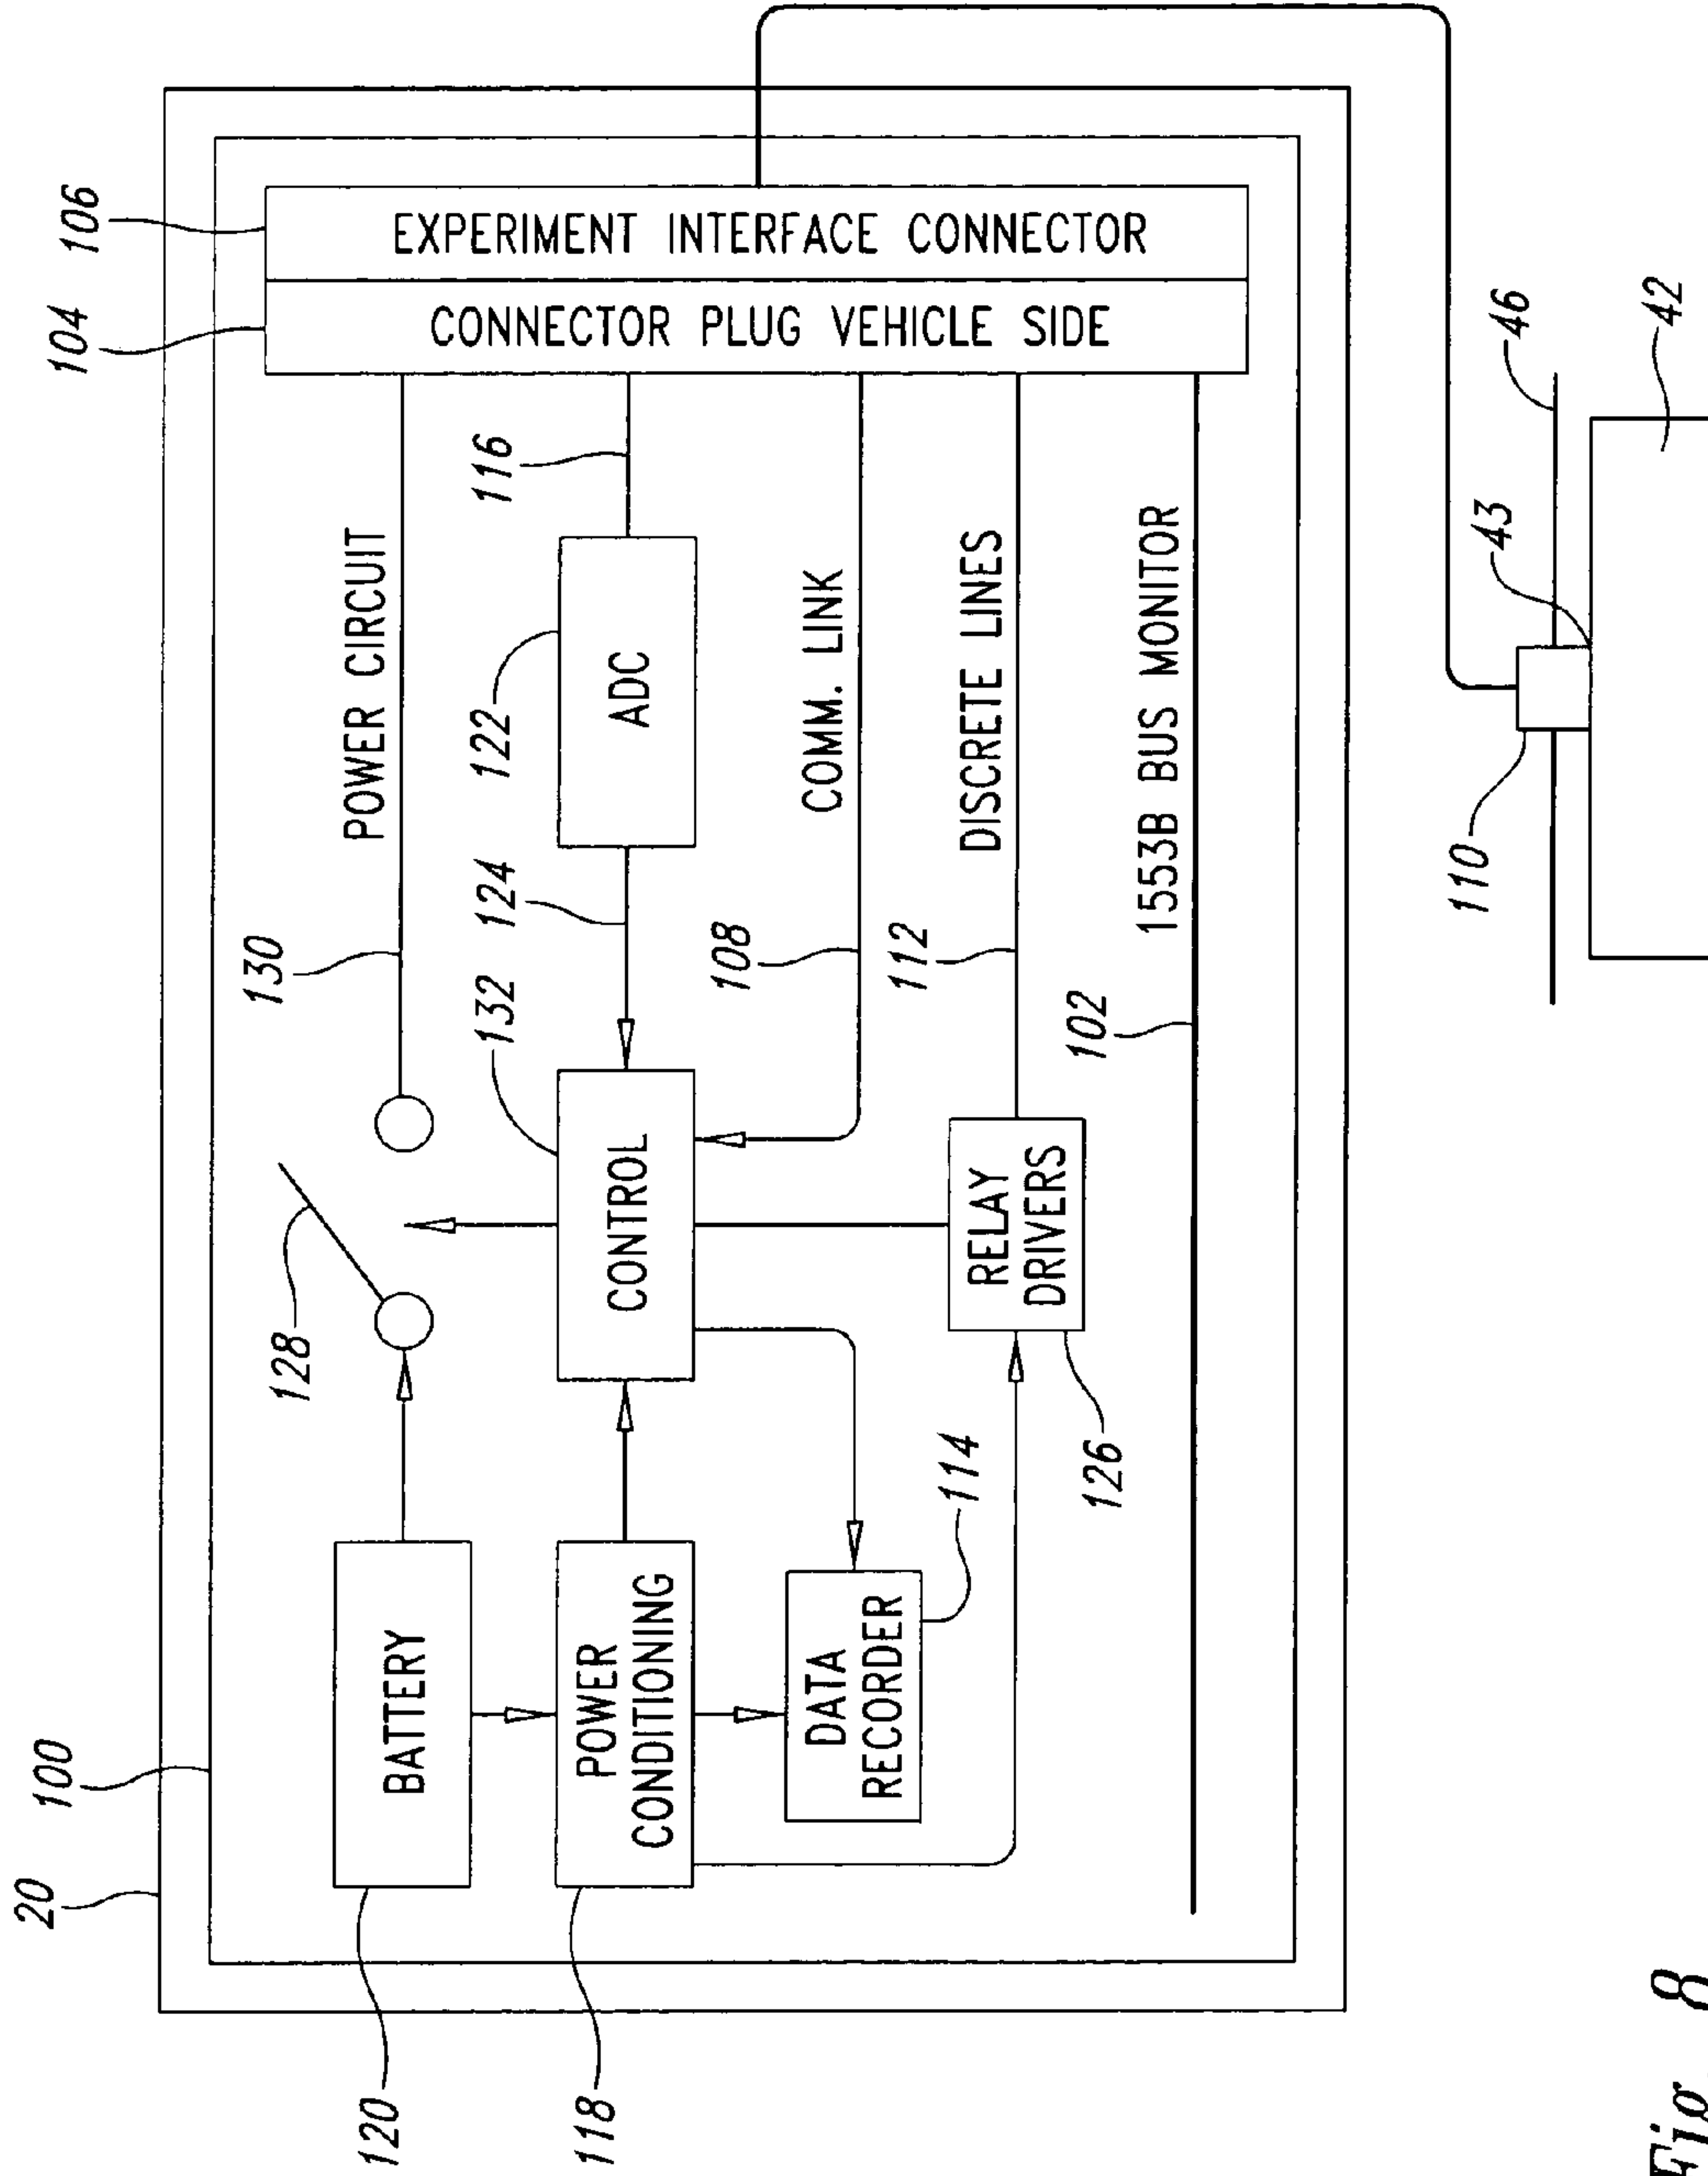 20
100
120
118
BATTERY
POWER
CONDITIONING
DATA
RECORDER
114
128
130
132
CONTROL
RELAY
DRIVERS
126
POWER CIRCUIT
122
ADC
124
116
COMM. LINK
108
DISCRETE LINES
112
1553B BUS MONITOR
102
104
106
EXPERIMENT INTERFACE CONNECTOR
CONNECTOR PLUG VEHICLE SIDE
110
43
46
42
Fig. 8